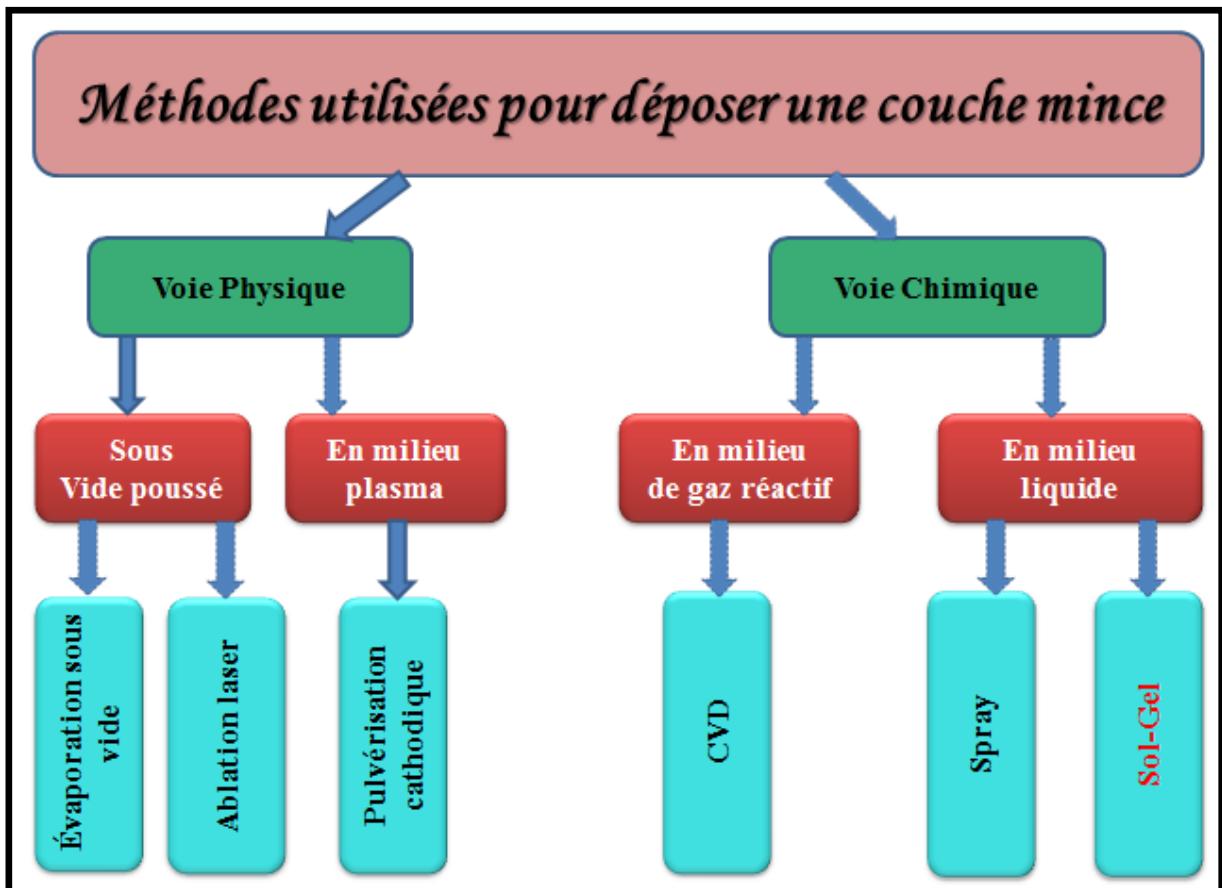 Méthodes utilisées pour déposer une couche mince
Voie Physique
Voie Chimique
Sous
Vide poussé
En milieu
plasma
En milieu
de gaz réactif
En milieu
liquide
Évaporation sous
vide
Ablation laser
Pulvérisation
cathodique
CVD
Spray
Sol-Gel